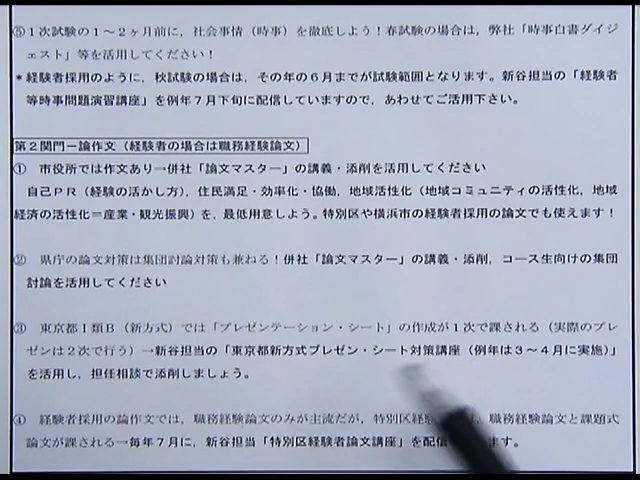 ⑤１次試験の１～２ヶ月前に，社会事情（時事）を徹底しよう！春試験の場合は，弊社「時事白書ダイジ
ェスト」等を活用してください！
＊経験者採用のように，秋試験の場合は，その年の６月までが試験範囲となります。新谷担当の「経験者
等時事問題演習講座」を例年７月下旬に配信していますので，あわせてご活用下さい。
第２関門－論作文（経験者の場合は職務経験論文）
① 市役所では作文あり→併社「論文マスター」の講義・添削を活用してください
自己ＰＲ（経験の活かし方），住民満足・効率化・協働，地域活性化（地域コミュニティの活性化，地域
経済の活性化＝産業・観光振興）を，最低用意しよう。特別区や横浜市の経験者採用の論文でも使えます！
② 県庁の論文対策は集団討論対策も兼ねる！併社「論文マスター」の講義・添削，コース生向けの集団
討論を活用してください
③ 東京都Ⅰ類Ｂ（新方式）では「プレゼンテーション・シート」の作成が１次で課される（実際のプレ
ゼンは２次で行う）→新谷担当の「東京都新方式プレゼン・シート対策講座（例年は３～４月に実施）」
を活用し，担任相談で添削しましょう。
④ 経験者採用の論作文では，職務経験論文のみが主流だが，特別区経験 は，職務経験論文と課題式
論文が課される→毎年７月に，新谷担当「特別区経験者論文講座」を配信 ます。